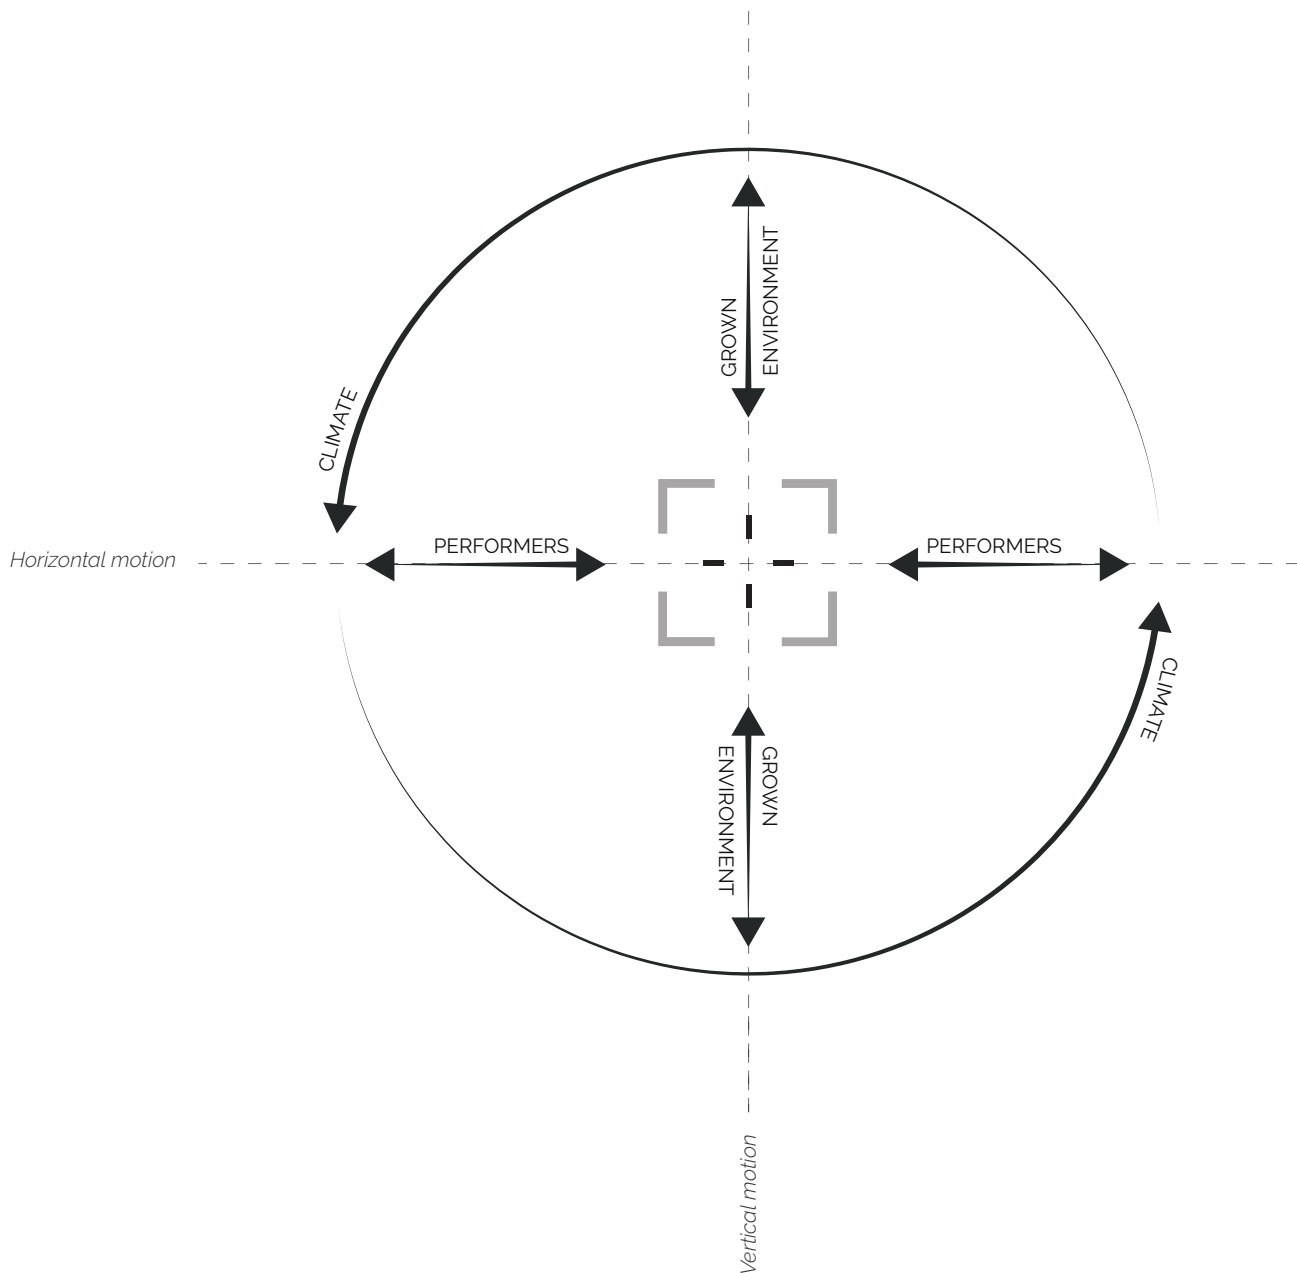 GROWN
ENVIRONMENT
CLIMATE
Horizontal motion
PERFORMERS
PERFORMERS
CLIMATE
GROWN
ENVIRONMENT
Vertical motion